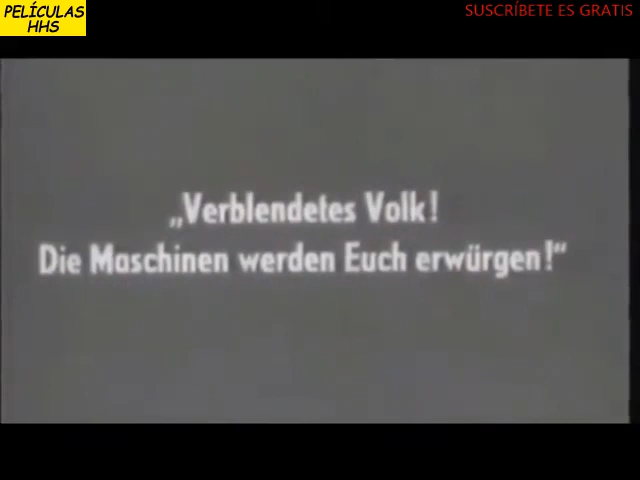 PELÍCULAS
HHS
SUSCRÍBETE ES GRATIS
„Verblendetes Volk!
Die Maschinen werden Euch erwürgen!“